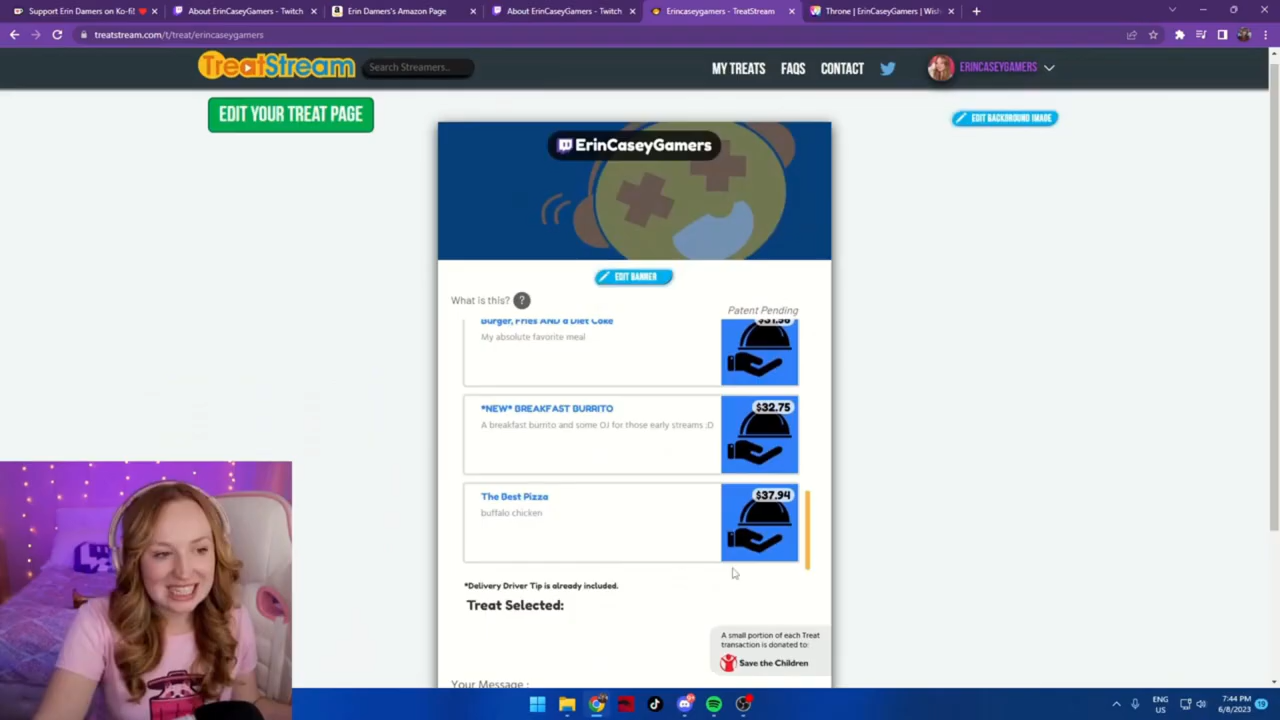 Support Erin Damers on Ko-fi! ❤️
About ErinCaseyGamers - Twitch
Erin Damers's Amazon Page
About ErinCaseyGamers - Twitch
Erincaseygamers - TreatStream
Throne | ErinCaseyGamers | Wish
treatstream.com/t/treat/erincaseygamers
TreatStream
Search Streamers..
MY TREATS
FAQS
CONTACT
ERINCASEYGAMERS
EDIT YOUR TREAT PAGE
EDIT BACKGROUND IMAGE
ErinCaseyGamers
EDIT BANNER
What is this? ?
Patent Pending
Burger, Fries AND a Diet Coke
$31.56
My absolute favorite meal
*NEW* BREAKFAST BURRITO
$32.75
A breakfast burrito and some OJ for those early streams :D
The Best Pizza
$37.94
buffalo chicken
*Delivery Driver Tip is already included.
Treat Selected:
A small portion of each Treat
transaction is donated to:
Save the Children
Your Message :
ENG
US
7:44 PM
6/8/2023
19